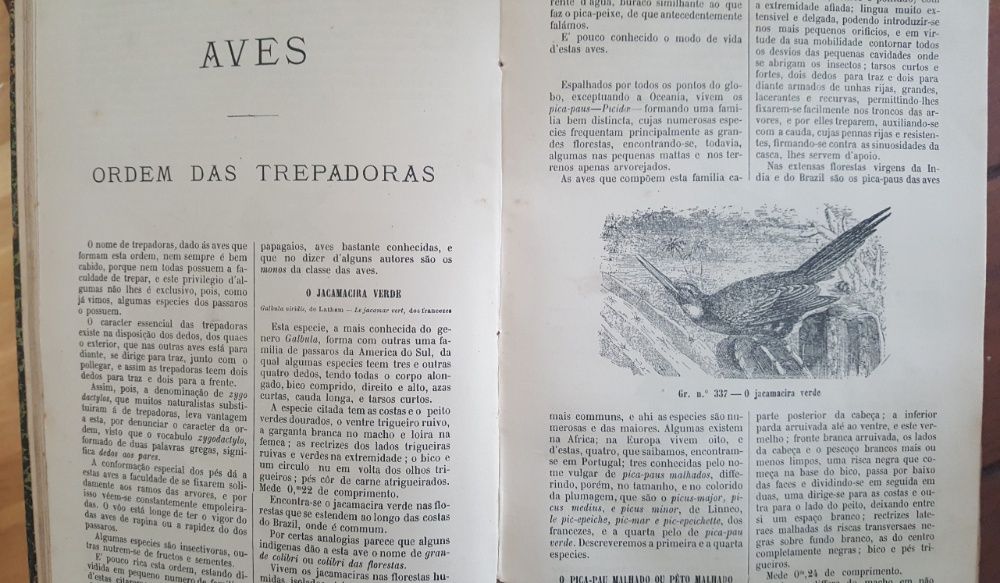 AVES
ORDEM DAS TREPADORAS
O nome de trepadoras, dado ás aves que
formam esta ordem, nem sempre é bem
cabido, porque nem todas possuem a fa-
culdade de trepar, e este privilegio d'al-
gumas não lhes é exclusivo, pois, como
já vimos, algumas especies dos passaros
o possuem.
O caracter essencial das trepadoras
existe na disposição dos dedos, dos quaes
o exterior, que nas outras aves está para
diante, se dirige para traz, junto com o
pollegar, e assim as trepadoras teem dois
dedos para traz e dois para a frente.
Assim, pois, a denominação de zygo
dactylos, que muitos naturalistas substi-
tuiram á de trepadoras, leva vantagem
a esta, por denunciar o caracter da or-
dem, visto que o vocabulo zygodactylo,
formado de duas palavras gregas, signi-
fica dedos aos pares.
A conformação especial dos pés dá a
estas aves a faculdade de se fixarem soli-
damente aos ramos das arvores, e por
isso vêem-se constantemente empoleira-
das. O vôo está longe de ter o vigor do
das aves de rapina ou a rapidez do dos
passaros.
Algumas especies são insectivoras, ou-
tras nutrem-se de fructos e sementes.
E' pouco rica esta ordem, estando di-
vidida em pequeno numero de
d'estas
papagaios, aves bastante conhecidas, e
que no dizer d'alguns autores são os
monos da classe das aves.
O JACAMACIRA VERDE
Galbula viridis, de Latham — Le jacamar vert, dos francezes
Esta especie, a mais conhecida do ge-
nero Galbula, forma com outras uma fa-
milia de passaros da America do Sul, da
qual algumas especies teem tres e outras
quatro dedos, tendo todas o corpo alon-
gado, bico comprido, direito e alto, azas
curtas, cauda longa, e tarsos curtos.
A especie citada tem as costas e o peito
verdes dourados, o ventre trigueiro ruivo,
a garganta branca no macho e loira na
femea; as rectrizes dos lados trigueiras
ruivas e verdes na extremidade; o bico e
um circulo nu em volta dos olhos tri-
gueiros; pés côr de carne atrigueirados.
Mede 0,ᵐ22 de comprimento.
Encontra-se o jacamacira verde nas flo-
restas que se estendem ao longo das costas
do Brazil, onde é commum.
Por certas analogias parece que alguns
indigenas dão a esta ave o nome de gran-
de colibri ou colibri das florestas.
Vivem os jacamaciras nas florestas hu-
midas
rente d'agua, buraco similhante ao que
faz o pica-peixe, de que antecedentemente
falámos.
E' pouco conhecido o modo de vida
d'estas aves.
Espalhados por todos os pontos do glo-
bo, exceptuando a Oceania, vivem os
pica-paus—Picidæ—formando uma fami-
lia bem distincta, cujas numerosas espe-
cies frequentam principalmente as gran-
des florestas, encontrando-se, todavia,
algumas nas pequenas mattas e nos ter-
renos apenas arvorejados.
As aves que compõem esta familia ca-
a extremidade afiada; lingua muito ex-
tensivel e delgada, podendo introduzir-se
nos mais pequenos orificios, e em vir-
tude da sua mobilidade contornar todos
os desvios das pequenas cavidades onde
se abrigam os insectos; tarsos curtos e
fortes, dois dedos para traz e dois para
diante armados de unhas rijas, grandes,
lacerantes e recurvas, permittindo-lhes
fixarem-se facilmente nos troncos das ar-
vores, e por elles treparem, auxiliando-se
com a cauda, cujas pennas rijas e resisten-
tes, firmando-se contra as sinuosidades da
casca, lhes servem d'apoio.
Nas extensas florestas virgens da In-
dia e do Brazil são os pica-paus das aves
Gr. n.º 337 — O jacamacira verde
mais communs, e ahi as especies são nu-
merosas e das maiores. Algumas existem
na Africa; na Europa vivem oito, e
d'estas, quatro, que saibamos, encontram-
se em Portugal; tres conhecidas pelo no-
me vulgar de pica-paus malhados, diffe-
rindo, porém, no tamanho, e no colorido
da plumagem, que são o picus-major, pi-
cus medius, e picus minor, de Linneo,
le pic-epeiche, pic-mar e pic-epeichette, dos
francezes, e a quarta pelo de pica-pau
verde. Descreveremos a primeira e a quarta
especies.
O PICA-PAU MALHADO OU PÊTO MALHADO
parte posterior da cabeça; a inferior
parda arruivada até ao ventre, e este ver-
melho; fronte branca arruivada, os lados
da cabeça e o pescoço brancos mais ou
menos limpos, uma risca negra que co-
meça na base do bico, passa por baixo
das faces e dividindo-se em seguida em
duas, uma dirige-se para as costas e ou-
tra para o lado do peito, deixando entre
si um espaço branco; rectrizes late-
raes malhadas ás riscas transversaes ne-
gras sobre fundo branco, as do centro
completamente negras; bico e pés tri-
gueiros.
Mede 0ᵐ,24 de comprimento.